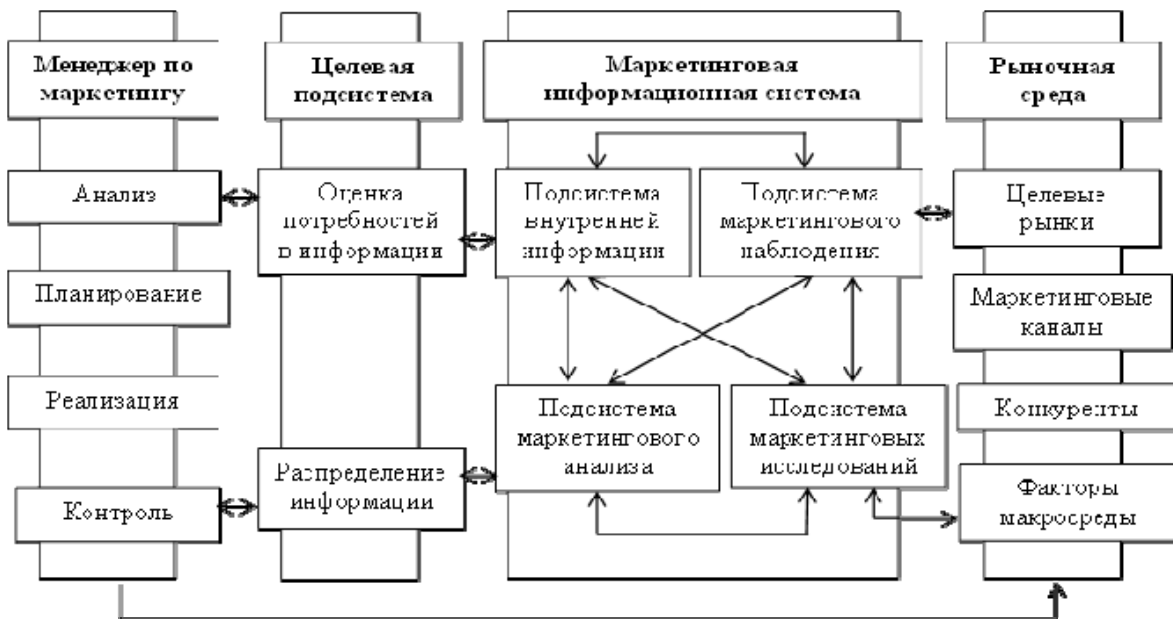 Менеджер по
маркетингу
Целевая
подсистема
Маркетинговая
информационная система
Рыночная
среда
Анализ
Планирование
Реализация
Контроль
Оценка
потребностей
в информации
Распределение
информации
Подсистема
внутренней
информации
Подсистема
маркетингового
наблюдения
Подсистема
маркетингового
анализа
Подсистема
маркетинговых
исследований
Целевые
рынки
Маркетинговые
каналы
Конкуренты
Факторы
макросреды